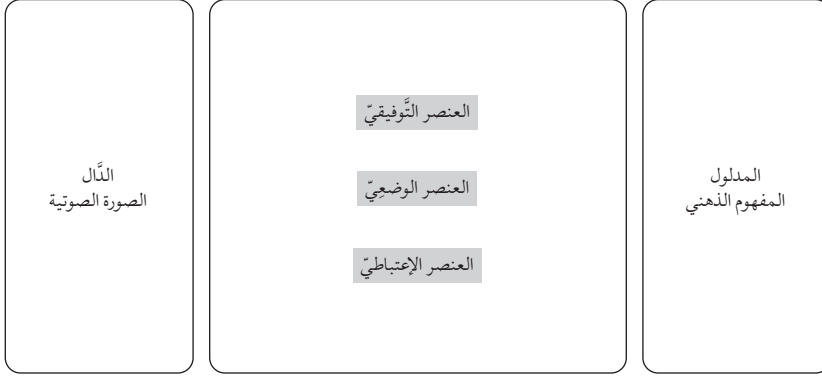 المدلول
المفهوم الذهني
العنصر التَّوفيقيّ
العنصر الوضعِيّ
العنصر الإعتباطيّ
الدَّال
الصورة الصوتية